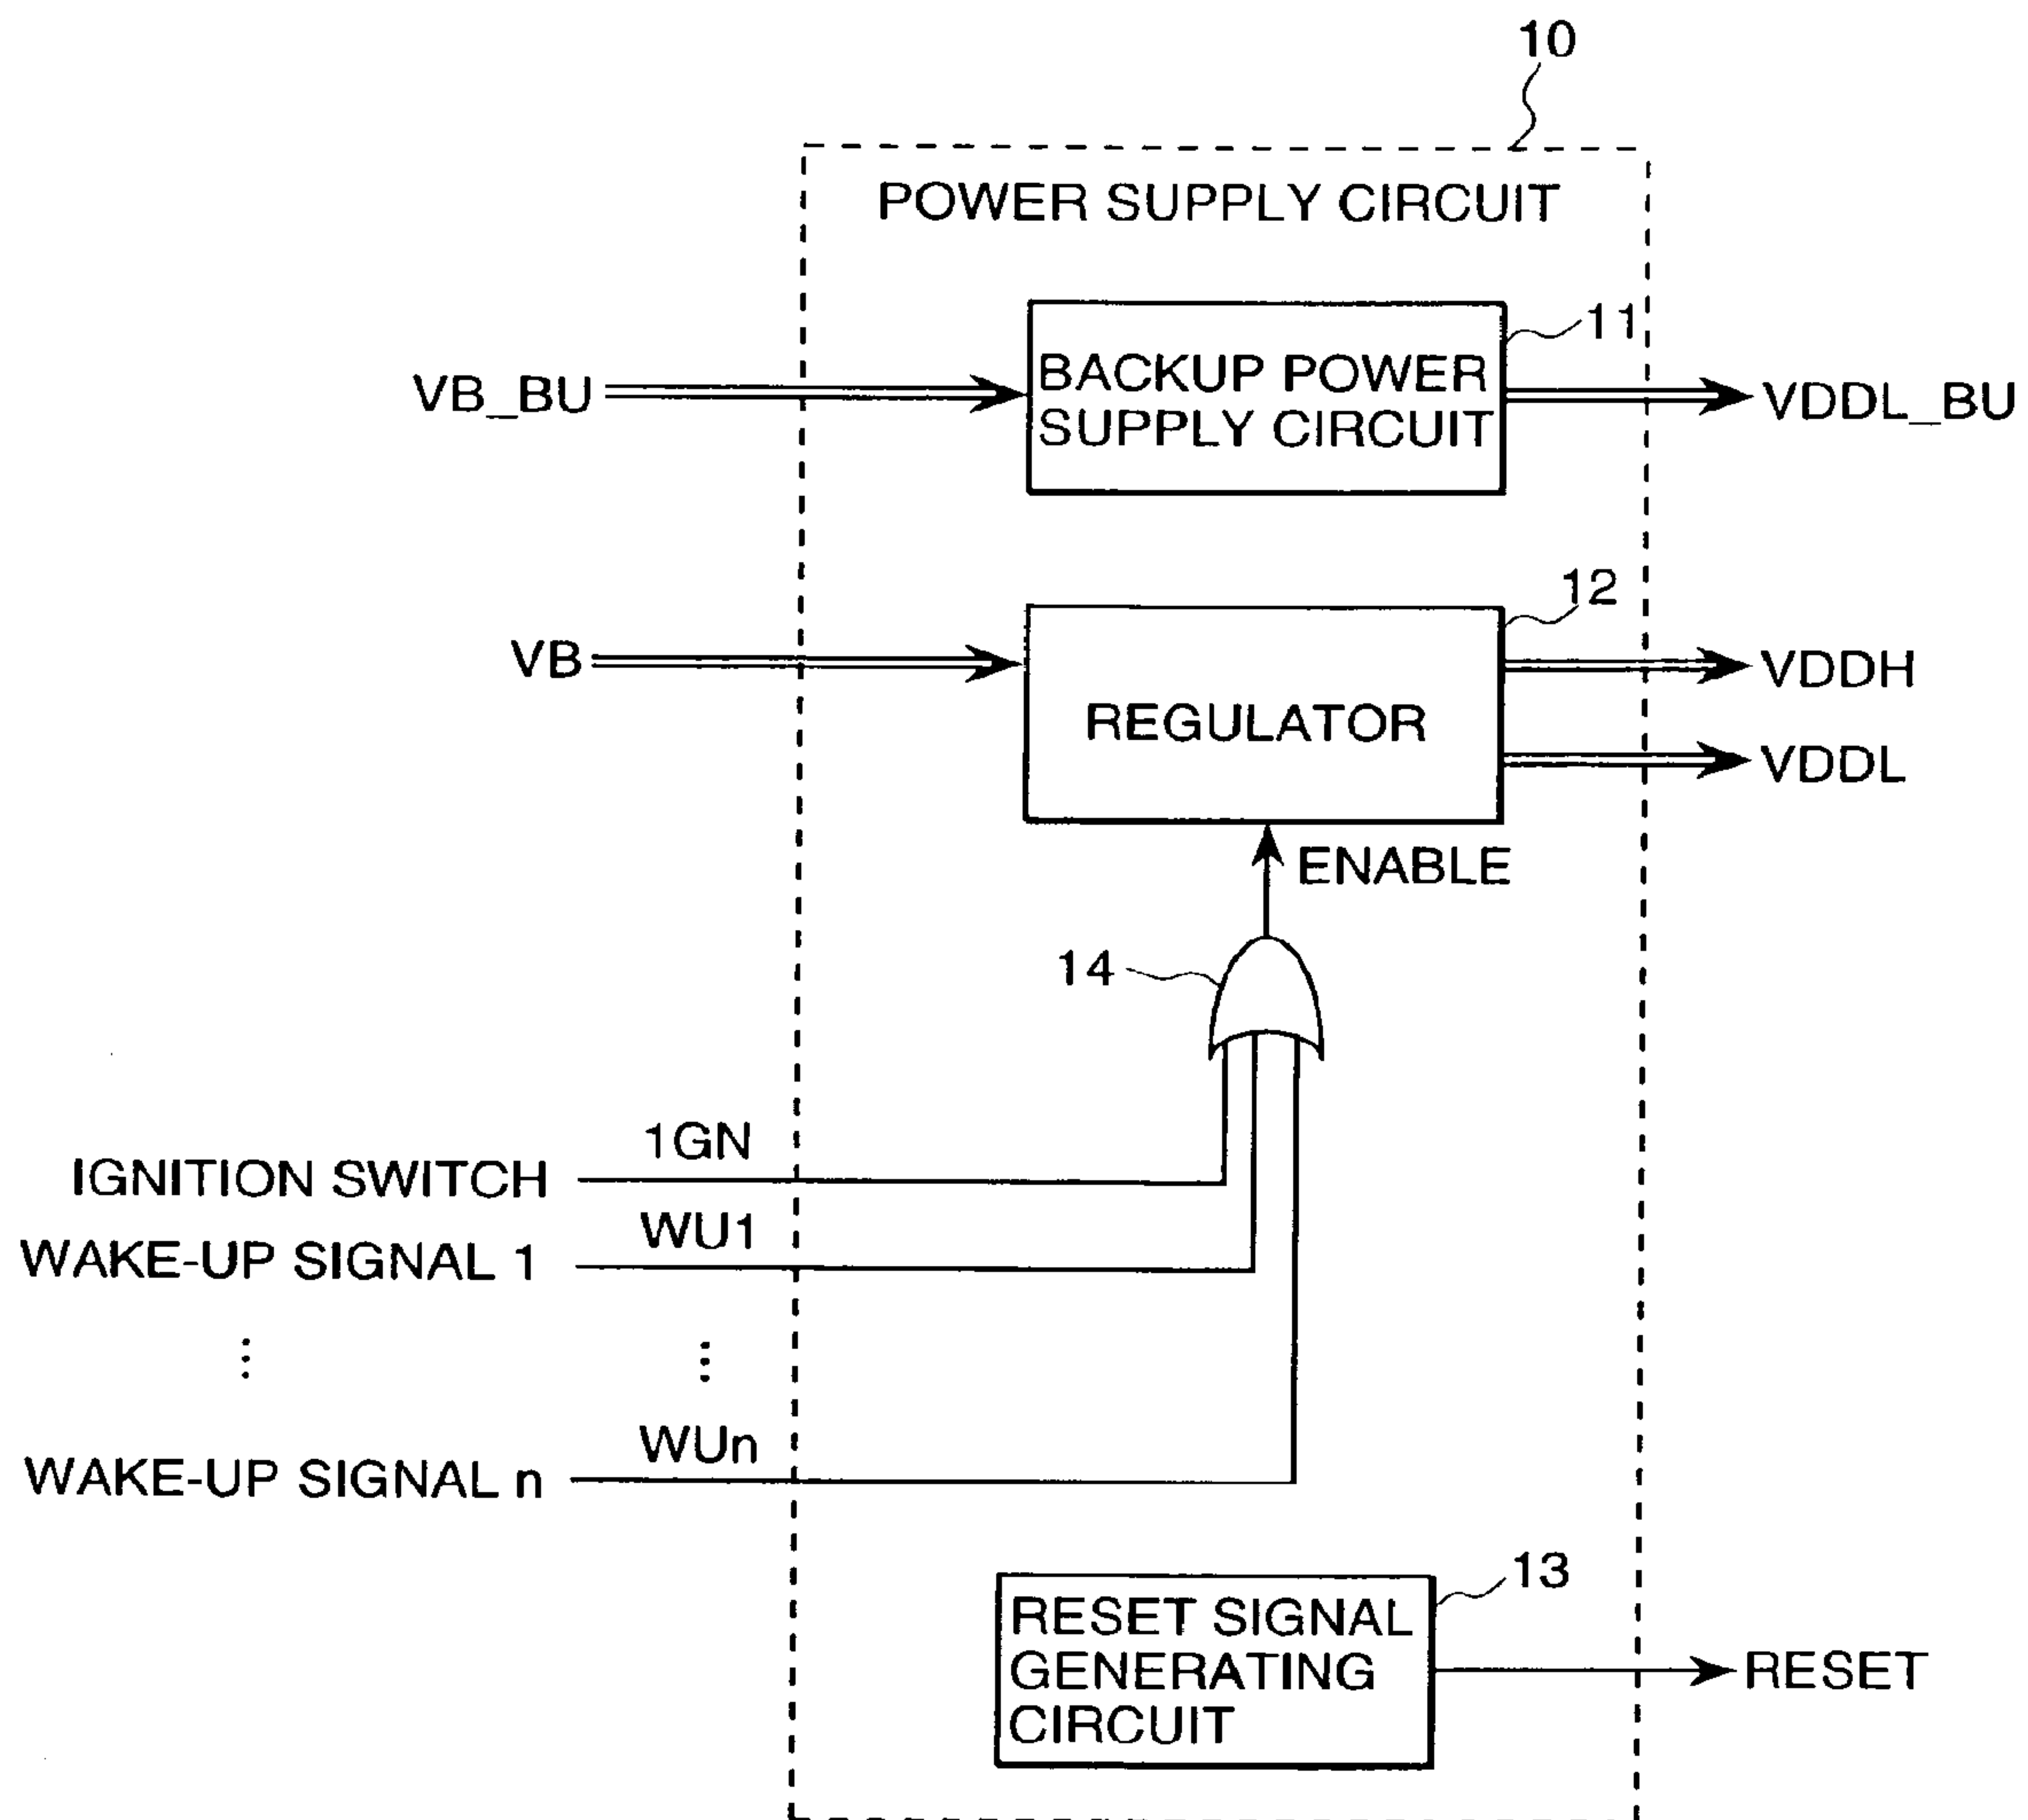 10
POWER SUPPLY CIRCUIT
11
VB_BU
BACKUP POWER
SUPPLY CIRCUIT
VDDL_BU
12
VB
REGULATOR
VDDH
VDDL
ENABLE
14
1GN
IGNITION SWITCH
WU1
WAKE-UP SIGNAL 1
WUn
WAKE-UP SIGNAL n
13
RESET SIGNAL
GENERATING
CIRCUIT
RESET